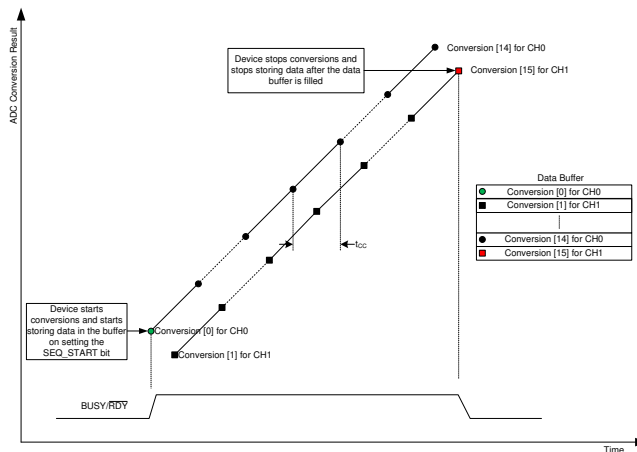 ADC Conversion Result
Device stops conversions and
stops storing data after the data
buffer is filled
Conversion [14] for CH0
Conversion [15] for CH1
Data Buffer
Conversion [0] for CH0
Conversion [1] for CH1
Conversion [14] for CH0
Conversion [15] for CH1
tCC
Device starts
conversions and starts
storing data in the buffer
on setting the
SEQ_START bit
Conversion [0] for CH0
Conversion [1] for CH1
BUSY/RDY
Time